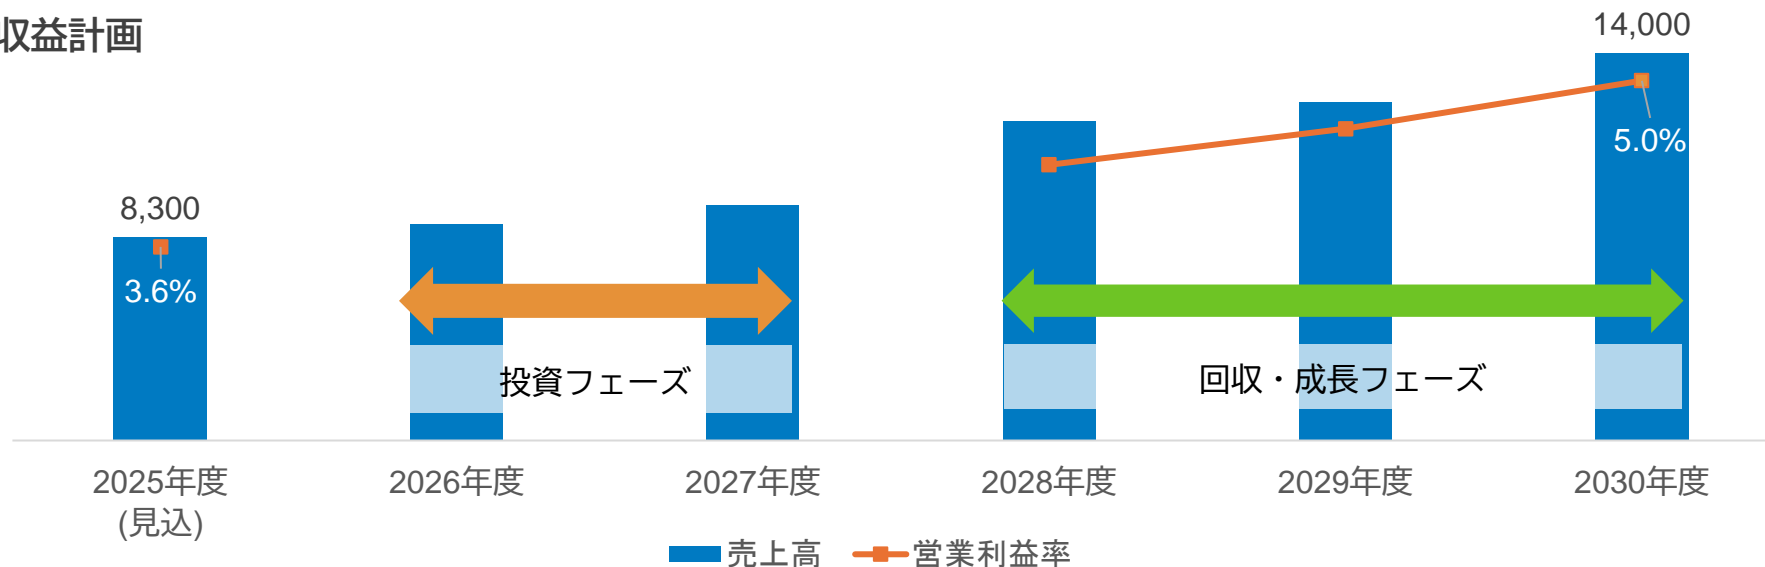 収益計画
14,000
5.0%
8,300
3.6%
投資フェーズ
回収・成長フェーズ
2025年度
(見込)
2026年度
2027年度
2028年度
2029年度
2030年度
売上高
営業利益率